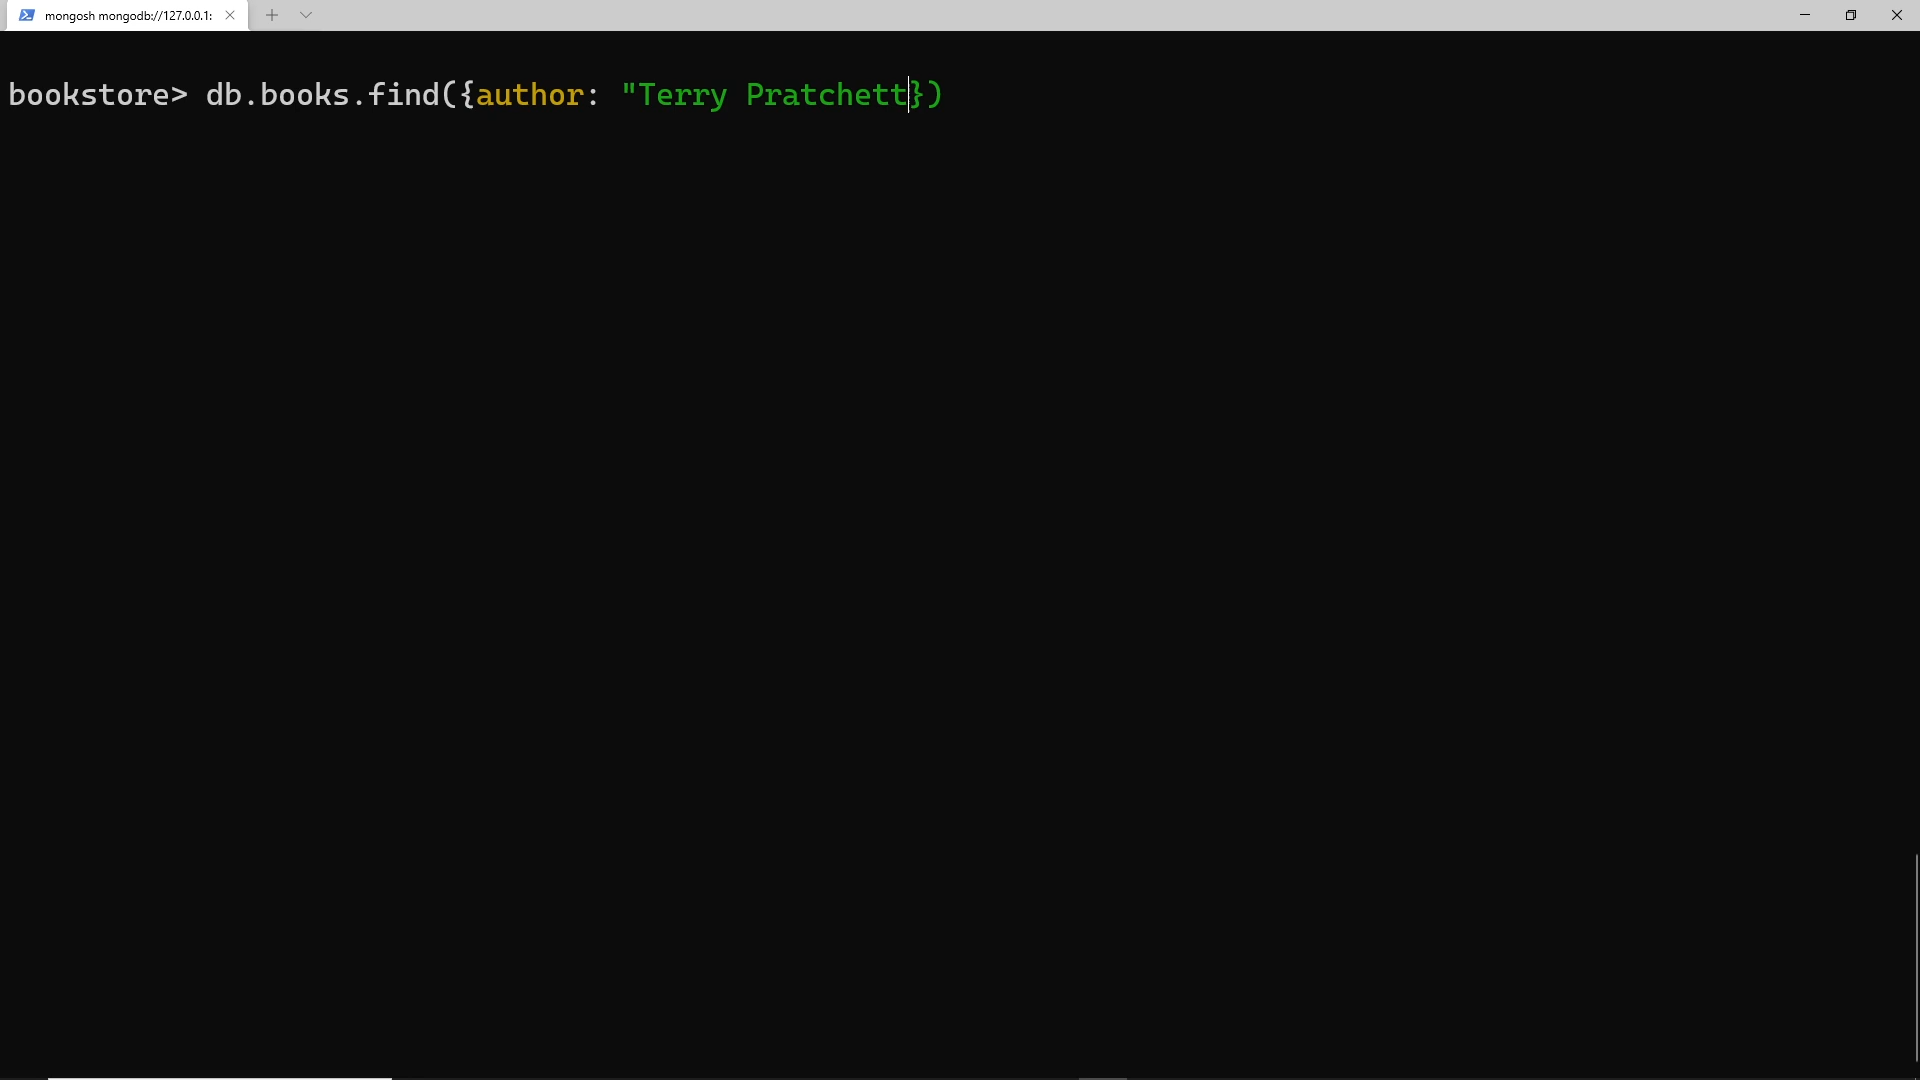 mongosh mongodb://127.0.0.1:
bookstore> db.books.find({author: "Terry Pratchett})